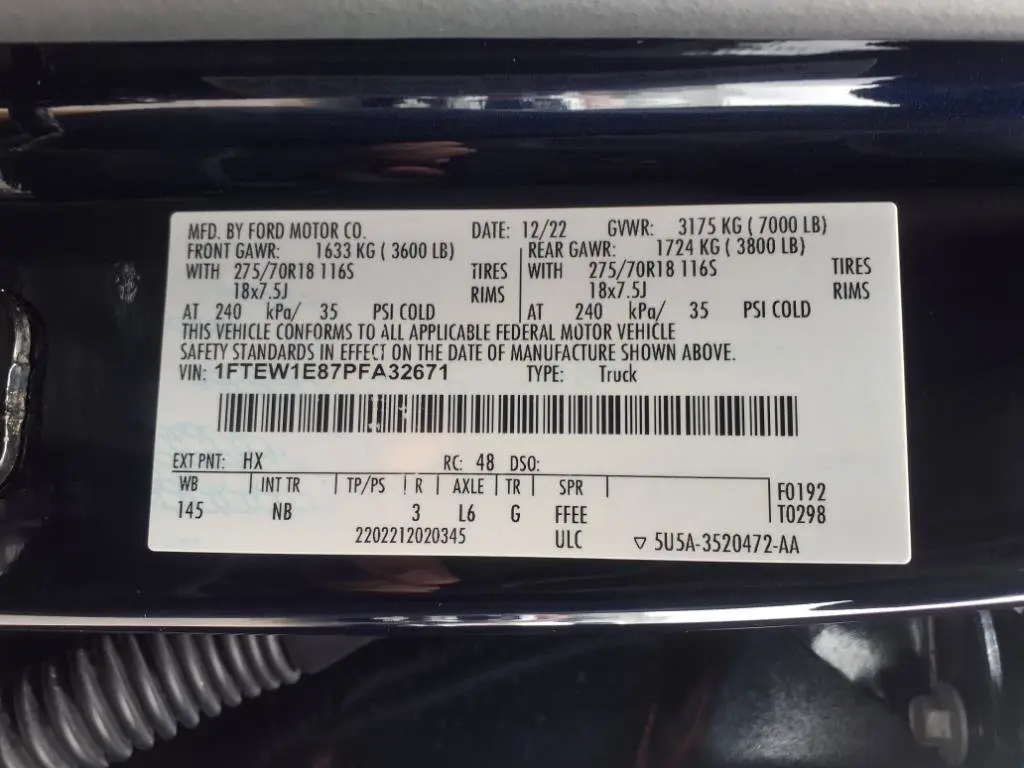 MFD. BY FORD MOTOR CO. DATE: 12/22 GVWR: 3175 KG ( 7000 LB)
FRONT GAWR: 1633 KG ( 3600 LB) REAR GAWR: 1724 KG ( 3800 LB)
WITH 275/70R18 116S TIRES WITH 275/70R18 116S TIRES
18x7.5J RIMS 18x7.5J RIMS
AT 240 kPa/ 35 PSI COLD AT 240 kPa/ 35 PSI COLD
THIS VEHICLE CONFORMS TO ALL APPLICABLE FEDERAL MOTOR VEHICLE
SAFETY STANDARDS IN EFFECT ON THE DATE OF MANUFACTURE SHOWN ABOVE.
VIN: 1FTEW1E87PFA32671 TYPE: Truck
EXT PNT: HX RC: 48 DSO:
WB INT TR TP/PS R AXLE TR SPR F0192
145 NB 3 L6 G FFEE T0298
2202212020345 ULC ▽ 5U5A-3520472-AA